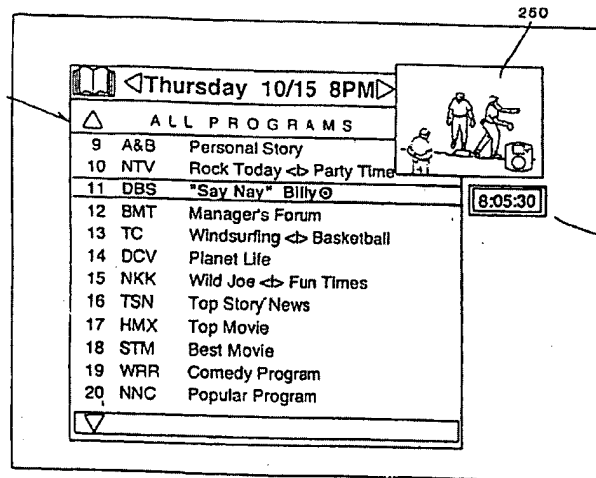 260
Thursday 10/15 8PM
ALL PROGRAMS
9 A&B Personal Story
10 NTV Rock Today <b> Party Time
11 DBS "Say Nay" Billy
12 BMT Manager's Forum
13 TC Windsurfing <b> Basketball
14 DCV Planet Life
15 NKK Wild Joe <b> Fun Times
16 TSN Top Story News
17 HMX Top Movie
18 STM Best Movie
19 WRR Comedy Program
20 NNC Popular Program
8:05:30